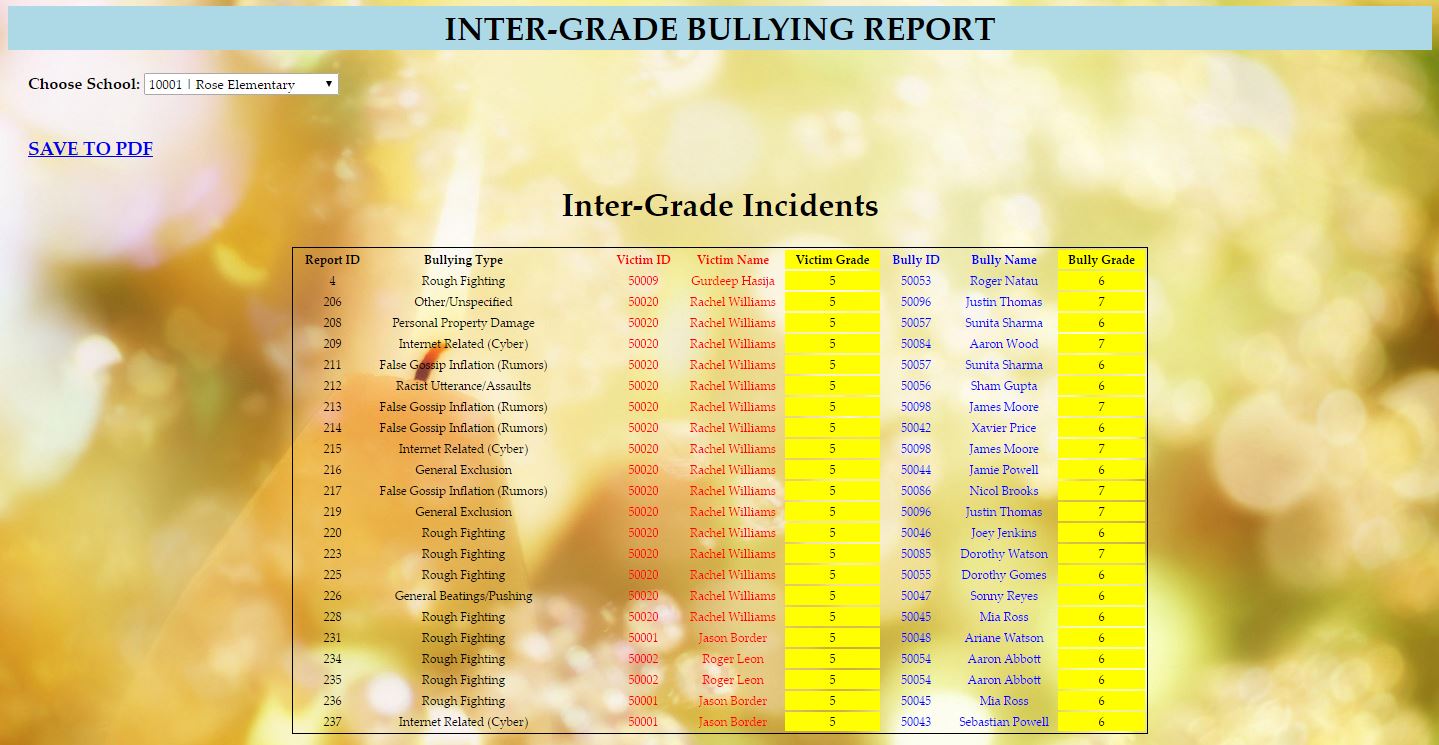 INTER-GRADE BULLYING REPORT
Choose School: 10001 | Rose Elementary
SAVE TO PDF
Inter-Grade Incidents
Report ID Bullying Type Victim ID Victim Name Victim Grade Bully ID Bully Name Bully Grade
4 Rough Fighting 50009 Gurdeep Hasija 5 50053 Roger Natau 6
206 Other/Unspecified 50020 Rachel Williams 5 50096 Justin Thomas 7
208 Personal Property Damage 50020 Rachel Williams 5 50057 Sunita Sharma 6
209 Internet Related (Cyber) 50020 Rachel Williams 5 50084 Aaron Wood 7
211 False Gossip Inflation (Rumors) 50020 Rachel Williams 5 50057 Sunita Sharma 6
212 Racist Utterance/Assaults 50020 Rachel Williams 5 50056 Sham Gupta 6
213 False Gossip Inflation (Rumors) 50020 Rachel Williams 5 50098 James Moore 7
214 False Gossip Inflation (Rumors) 50020 Rachel Williams 5 50042 Xavier Price 6
215 Internet Related (Cyber) 50020 Rachel Williams 5 50098 James Moore 7
216 General Exclusion 50020 Rachel Williams 5 50044 Jamie Powell 6
217 False Gossip Inflation (Rumors) 50020 Rachel Williams 5 50086 Nicol Brooks 7
219 General Exclusion 50020 Rachel Williams 5 50096 Justin Thomas 7
220 Rough Fighting 50020 Rachel Williams 5 50046 Joey Jenkins 6
223 Rough Fighting 50020 Rachel Williams 5 50085 Dorothy Watson 7
225 Rough Fighting 50020 Rachel Williams 5 50055 Dorothy Gomes 6
226 General Beatings/Pushing 50020 Rachel Williams 5 50047 Sonny Reyes 6
228 Rough Fighting 50020 Rachel Williams 5 50045 Mia Ross 6
231 Rough Fighting 50001 Jason Border 5 50048 Ariane Watson 6
234 Rough Fighting 50002 Roger Leon 5 50054 Aaron Abbott 6
235 Rough Fighting 50002 Roger Leon 5 50054 Aaron Abbott 6
236 Rough Fighting 50001 Jason Border 5 50045 Mia Ross 6
237 Internet Related (Cyber) 50001 Jason Border 5 50043 Sebastian Powell 6